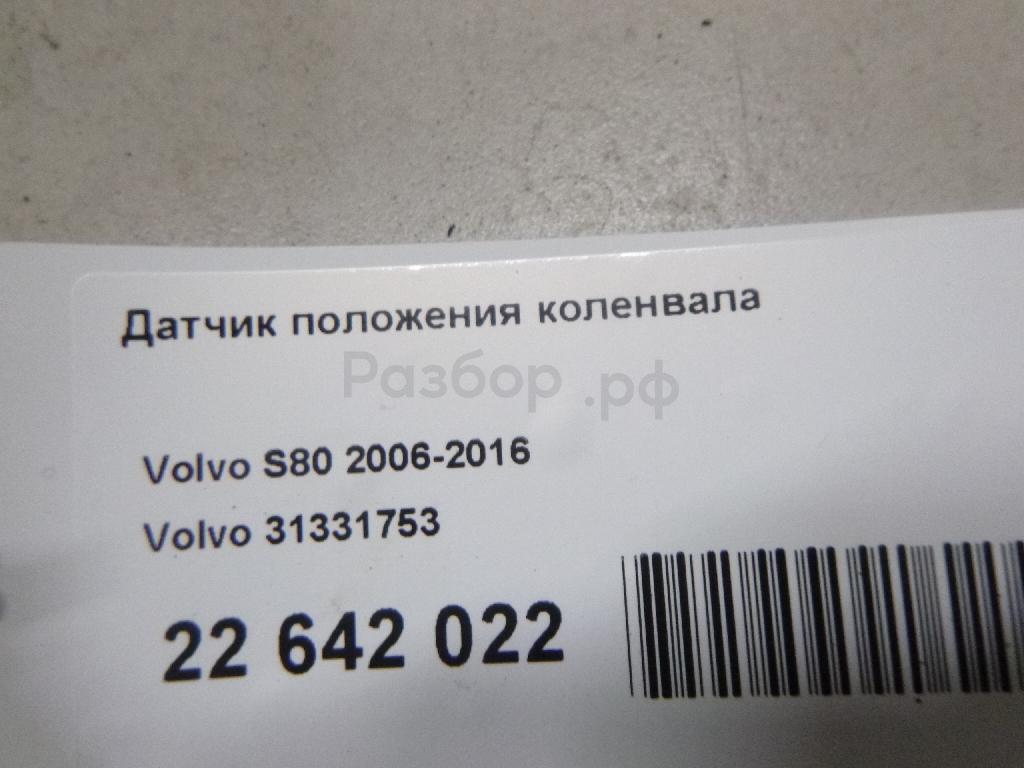 Датчик положения коленвала
Разбор.рф
Volvo S80 2006-2016
Volvo 31331753
22 642 022